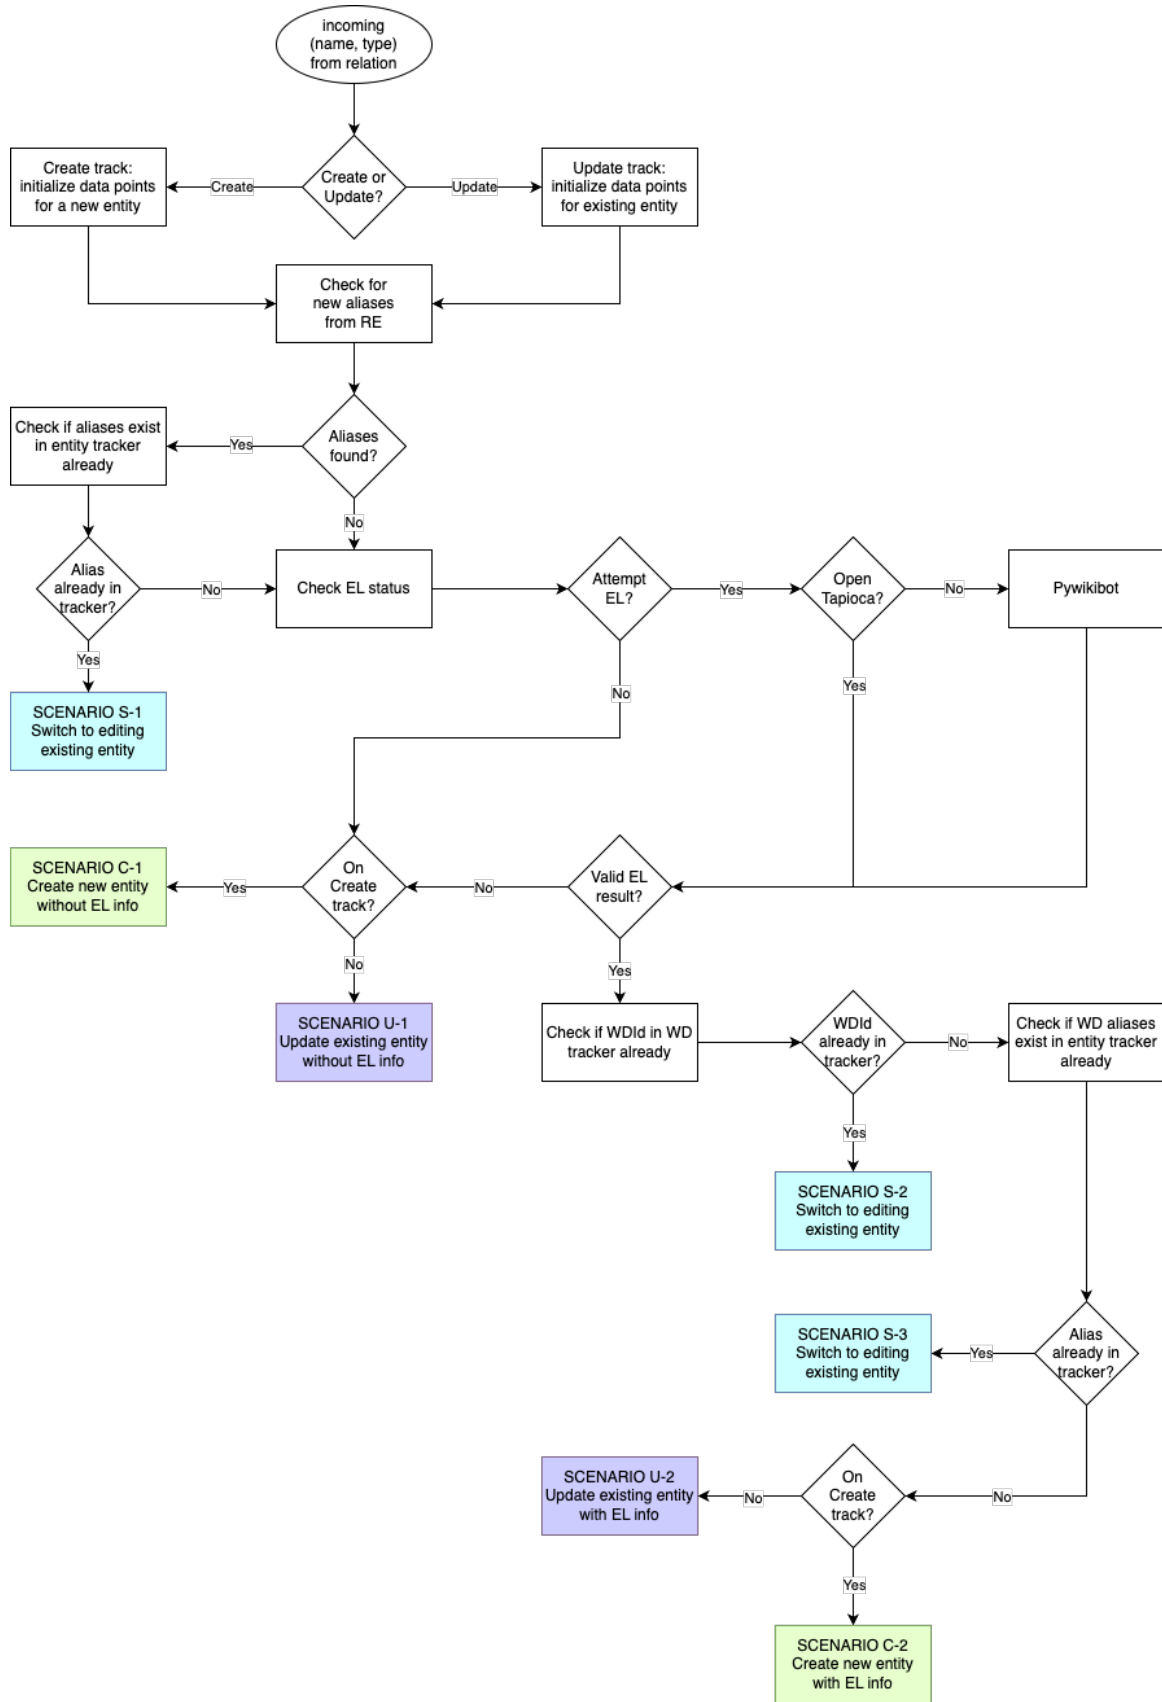 incoming
(name, type)
from relation
Create track:
initialize data points
for a new entity
Create
Create or
Update?
Update
Update track:
initialize data points
for existing entity
Check for
new aliases
from RE
Check if aliases exist
in entity tracker
already
Yes
Aliases
found?
No
Alias
already in
tracker?
No
Check EL status
Attempt
EL?
Yes
Open
Tapioca?
No
Pywikibot
Yes
No
Yes
SCENARIO S-1
Switch to editing
existing entity
SCENARIO C-1
Create new entity
without EL info
Yes
On
Create
track?
No
Valid EL
result?
No
Yes
SCENARIO U-1
Update existing entity
without EL info
Check if WDId in WD
tracker already
WDId
already in
tracker?
No
Check if WD aliases
exist in entity tracker
already
Yes
SCENARIO S-2
Switch to editing
existing entity
SCENARIO S-3
Switch to editing
existing entity
Yes
Alias
already in
tracker?
SCENARIO U-2
Update existing entity
with EL info
No
On
Create
track?
No
Yes
SCENARIO C-2
Create new entity
with EL info